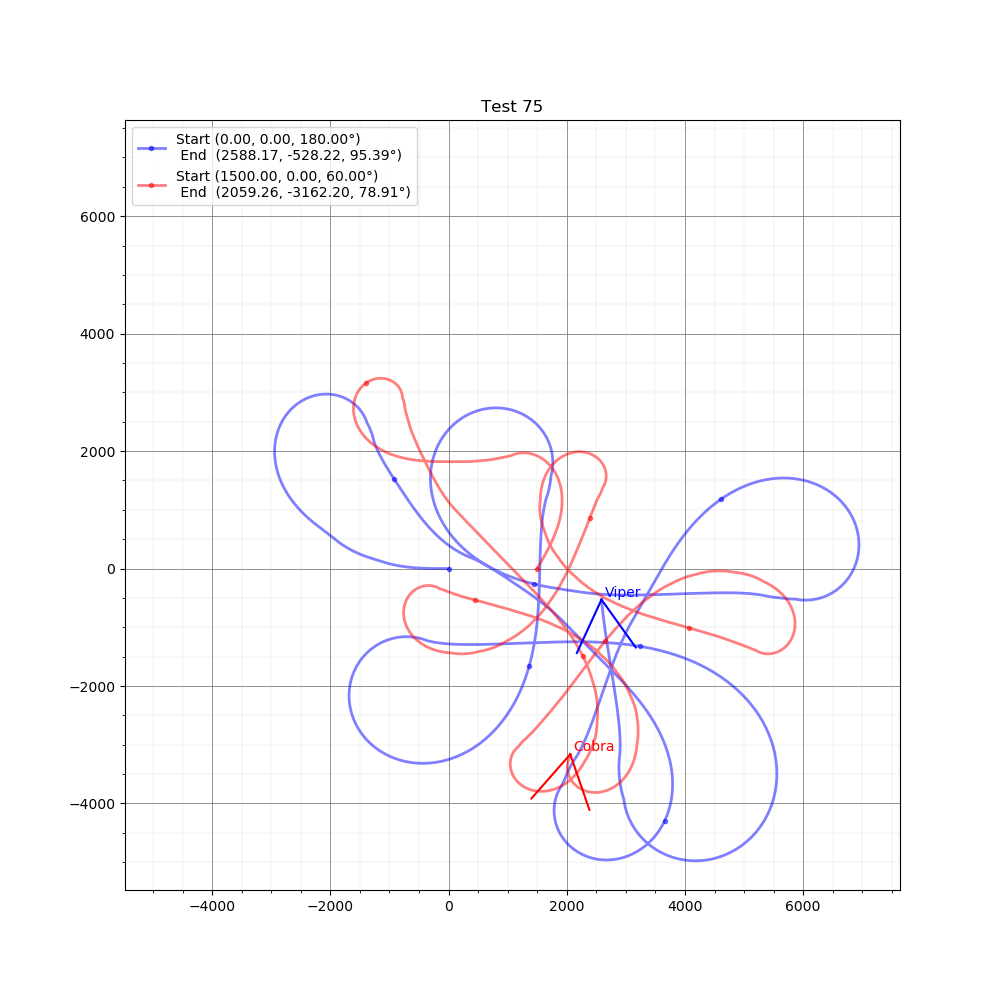 Test 75
Start (0.00, 0.00, 180.00°)
End (2588.17, -528.22, 95.39°)
Start (1500.00, 0.00, 60.00°)
End (2059.26, -3162.20, 78.91°)
6000
4000
2000
0
−2000
−4000
Viper
Cobra
−4000 −2000 0 2000 4000 6000